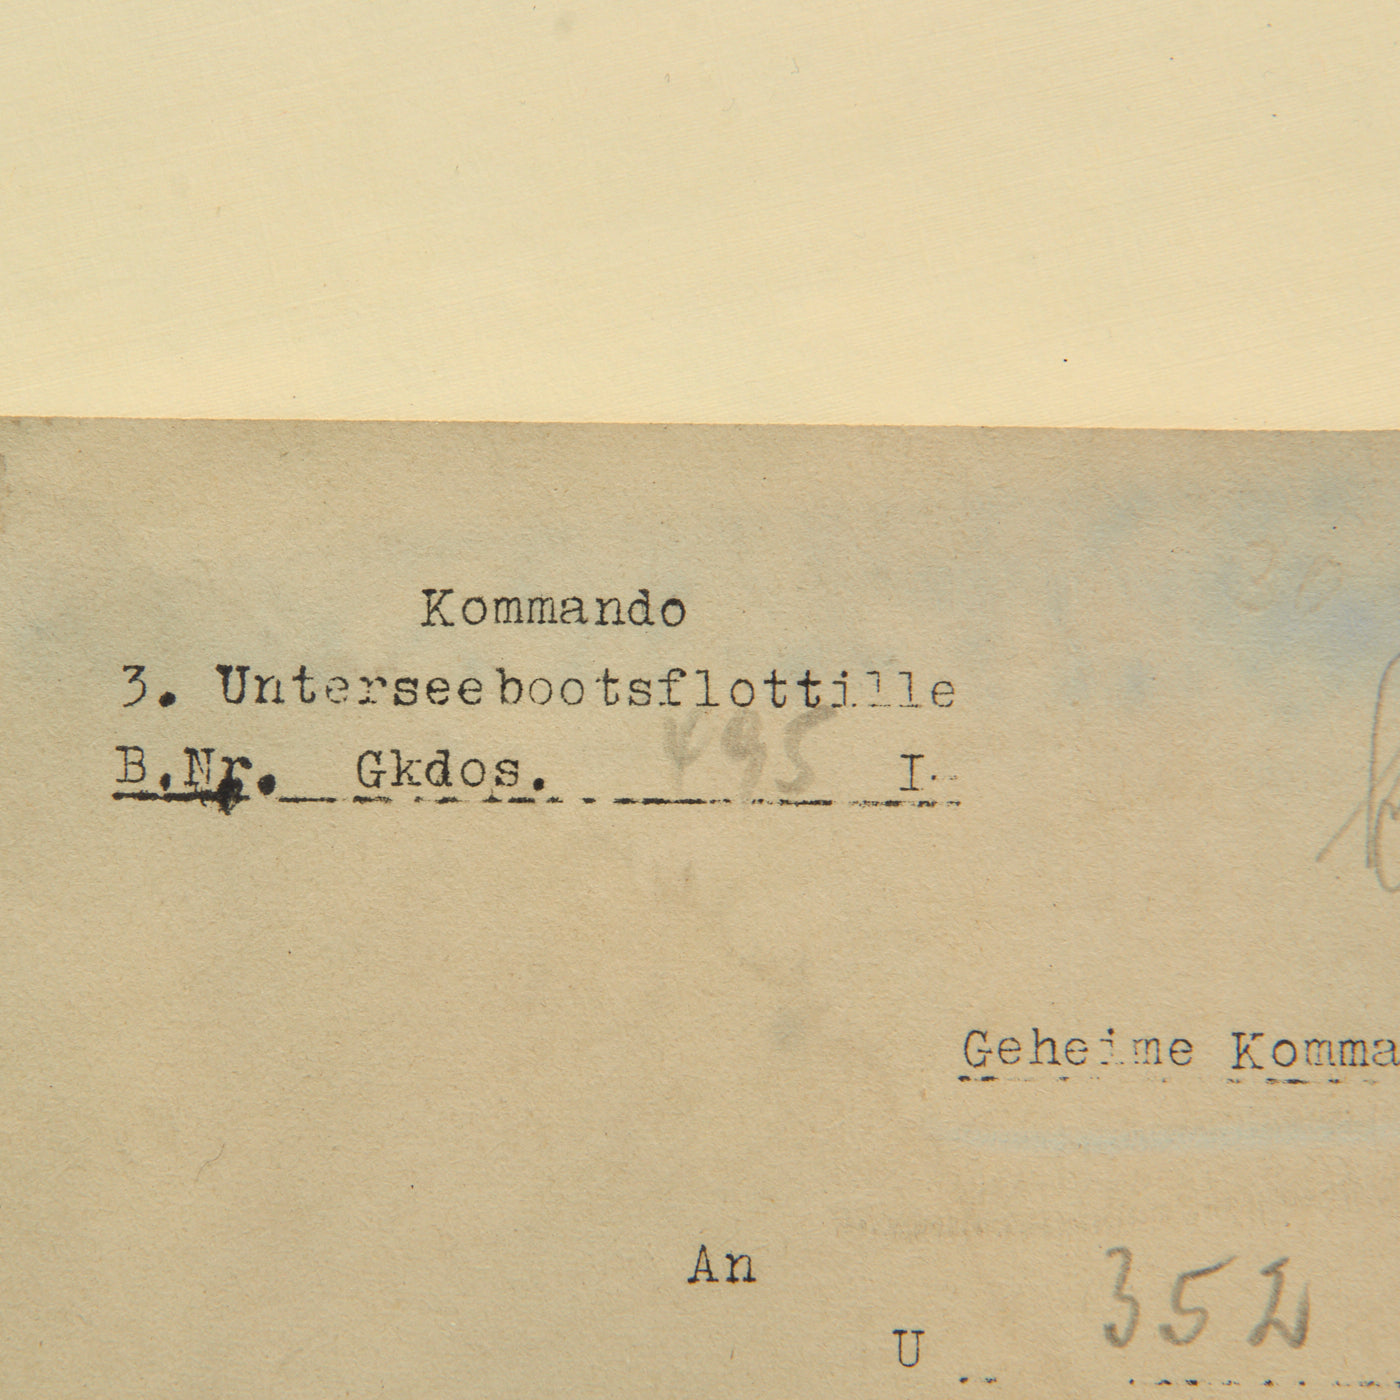 Kommando
3. Unterseebootsflottille
B.Nr. Gkdos. 495 I
Geheime Komma
An
U 352